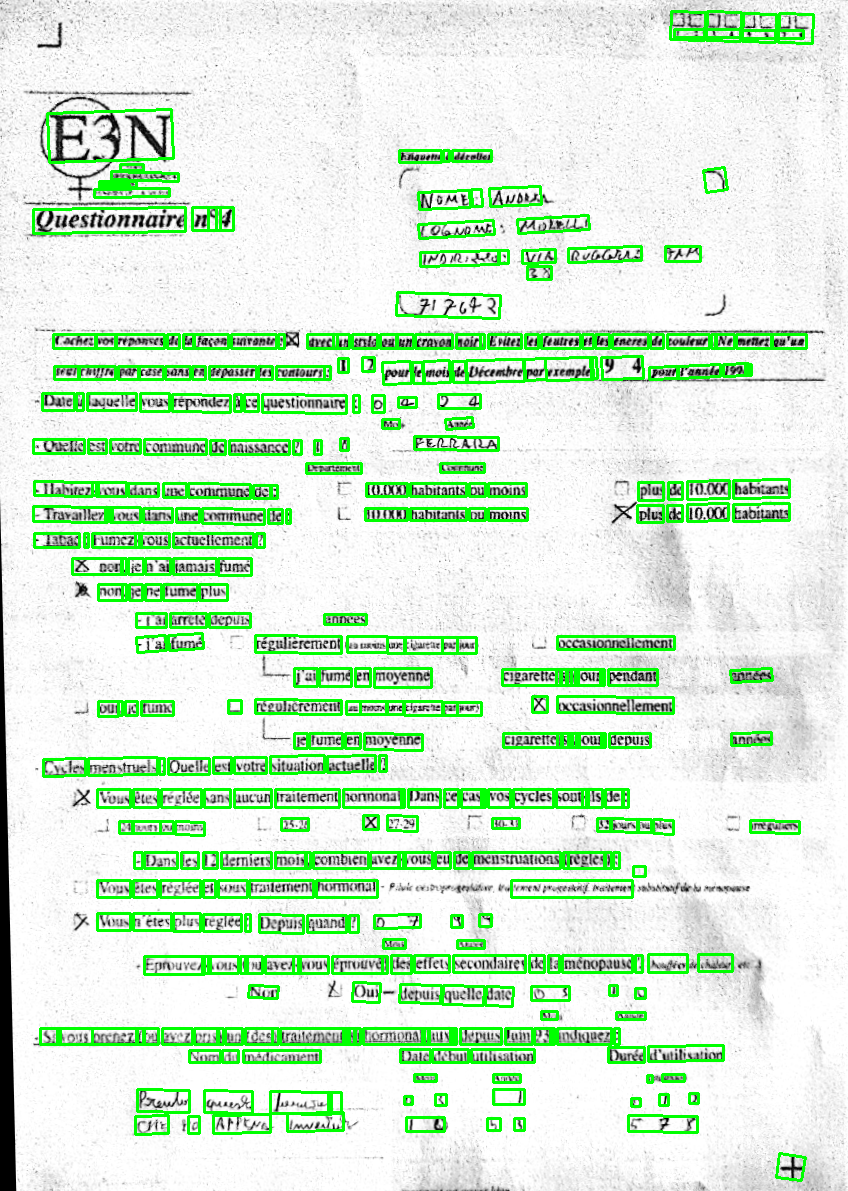 1 2 3 4 5 6 7 8
E3N
Etiquette à décoller
NOME: ANDREA
COGNOME: MORELLI
INDIRIZZO: VIA RUGGERI
33
Questionnaire n° 4
717642
Cochez vos réponses de la façon suivante : ☒ avec un stylo ou un crayon noir. Evitez les feutres et les encres de couleur. Ne mettez qu'un
seul chiffre par case sans en dépasser les contours : 1 2 pour le mois de Décembre par exemple 9 4 pour l'année 199
- Date à laquelle vous répondez à ce questionnaire : 0 4 9 4
Mois Année
- Quelle est votre commune de naissance ? FERRARA
Département Commune
- Habitez-vous dans une commune de : 10.000 habitants ou moins plus de 10.000 habitants
- Travaillez-vous dans une commune de : 10.000 habitants ou moins ☒ plus de 10.000 habitants
- Tabac : Fumez-vous actuellement ?
☒ non, je n'ai jamais fumé
☒ non, je ne fume plus
- j'ai arrêté depuis années
- j'ai fumé régulièrement (au moins une cigarette par jour) occasionnellement
j'ai fumé en moyenne cigarette(s)/jour pendant années
oui je fume régulièrement (au moins une cigarette par jour) ☒ occasionnellement
je fume en moyenne cigarette(s)/jour depuis années
- Cycles menstruels : Quelle est votre situation actuelle ?
☒ Vous êtes réglée sans aucun traitement hormonal. Dans ce cas, vos cycles sont-ils de :
24 jours ou moins 25-26 ☒ 27-29 30-31 32 jours ou plus irréguliers
- Dans les 12 derniers mois, combien avez-vous eu de menstruations (règles) :
Vous êtes réglée et sous traitement hormonal - Pilule oestroprogestative, traitement progestatif, traitement substitutif de la ménopause
☒ Vous n'êtes plus réglée : Depuis quand ? 0 7
Mois Année
- Eprouvez-vous (ou avez-vous éprouvé) des effets secondaires de la ménopause ? (bouffées de chaleur, etc...)
Non ☒ Oui – depuis quelle date 0 3
Mois Année
- Si vous prenez (ou avez pris) un (des) traitement(s) hormonal(aux) depuis Juin 93 indiquez :
Nom du médicament Date début utilisation Durée d'utilisation
Mois Année
Prendo queste 0 3 1 0 1 2
CHE HO APPENA 1 0 5 7 8